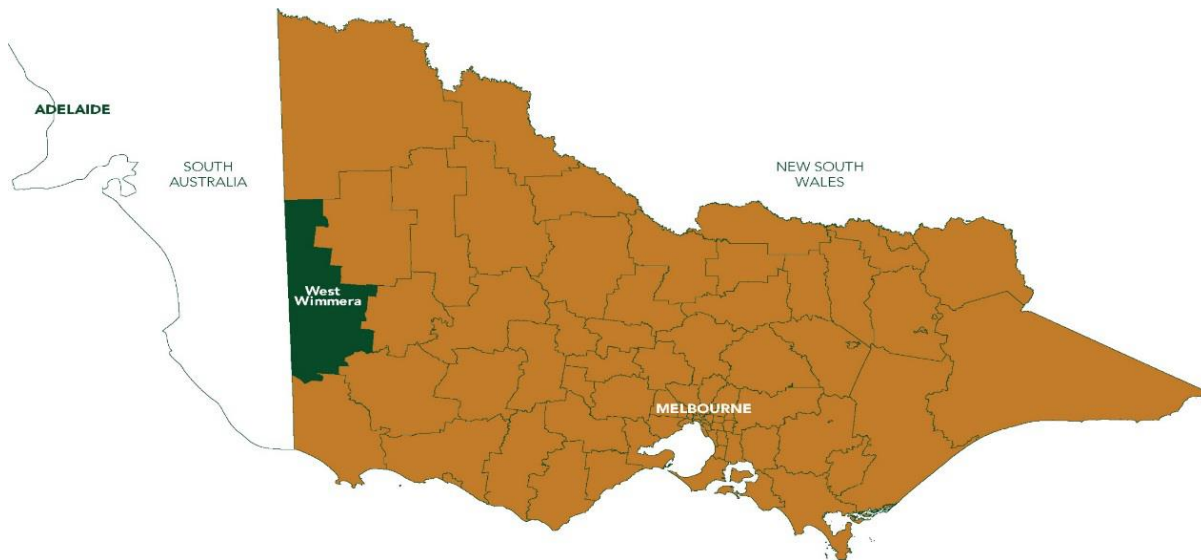 ADELAIDE
SOUTH
AUSTRALIA
NEW SOUTH
WALES
West
Wimmera
MELBOURNE